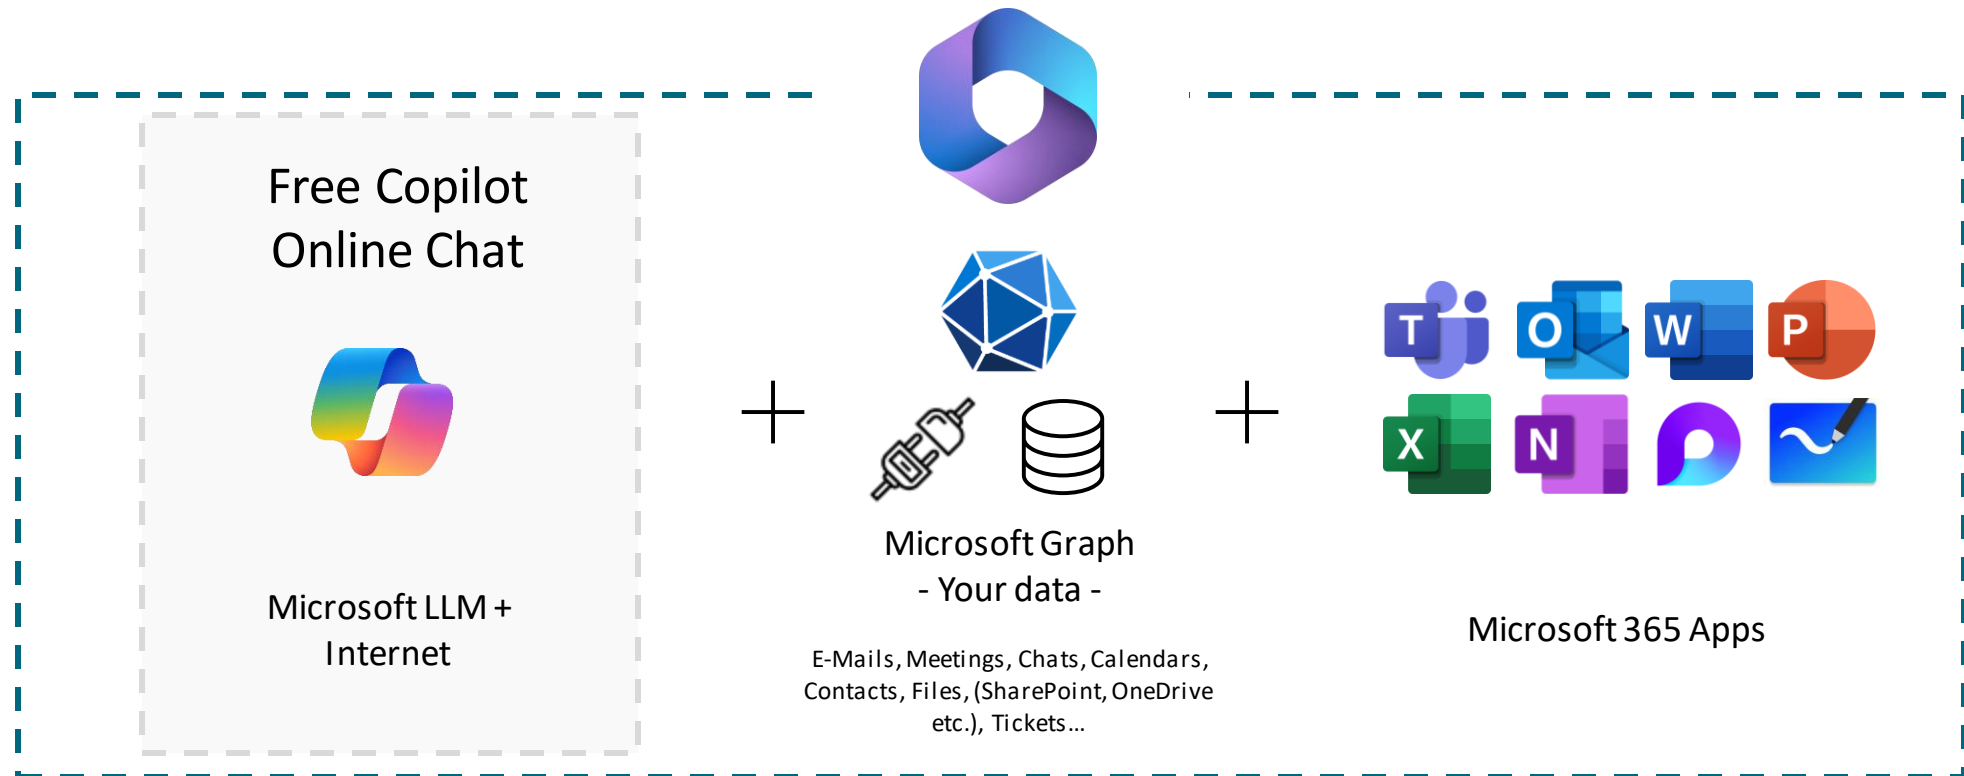 Free Copilot
Online Chat
Microsoft LLM +
Internet
Microsoft Graph
- Your data -
E-Mails, Meetings, Chats, Calendars,
Contacts, Files, (SharePoint, OneDrive
etc.), Tickets...
T
O
W
P
X
N
Microsoft 365 Apps